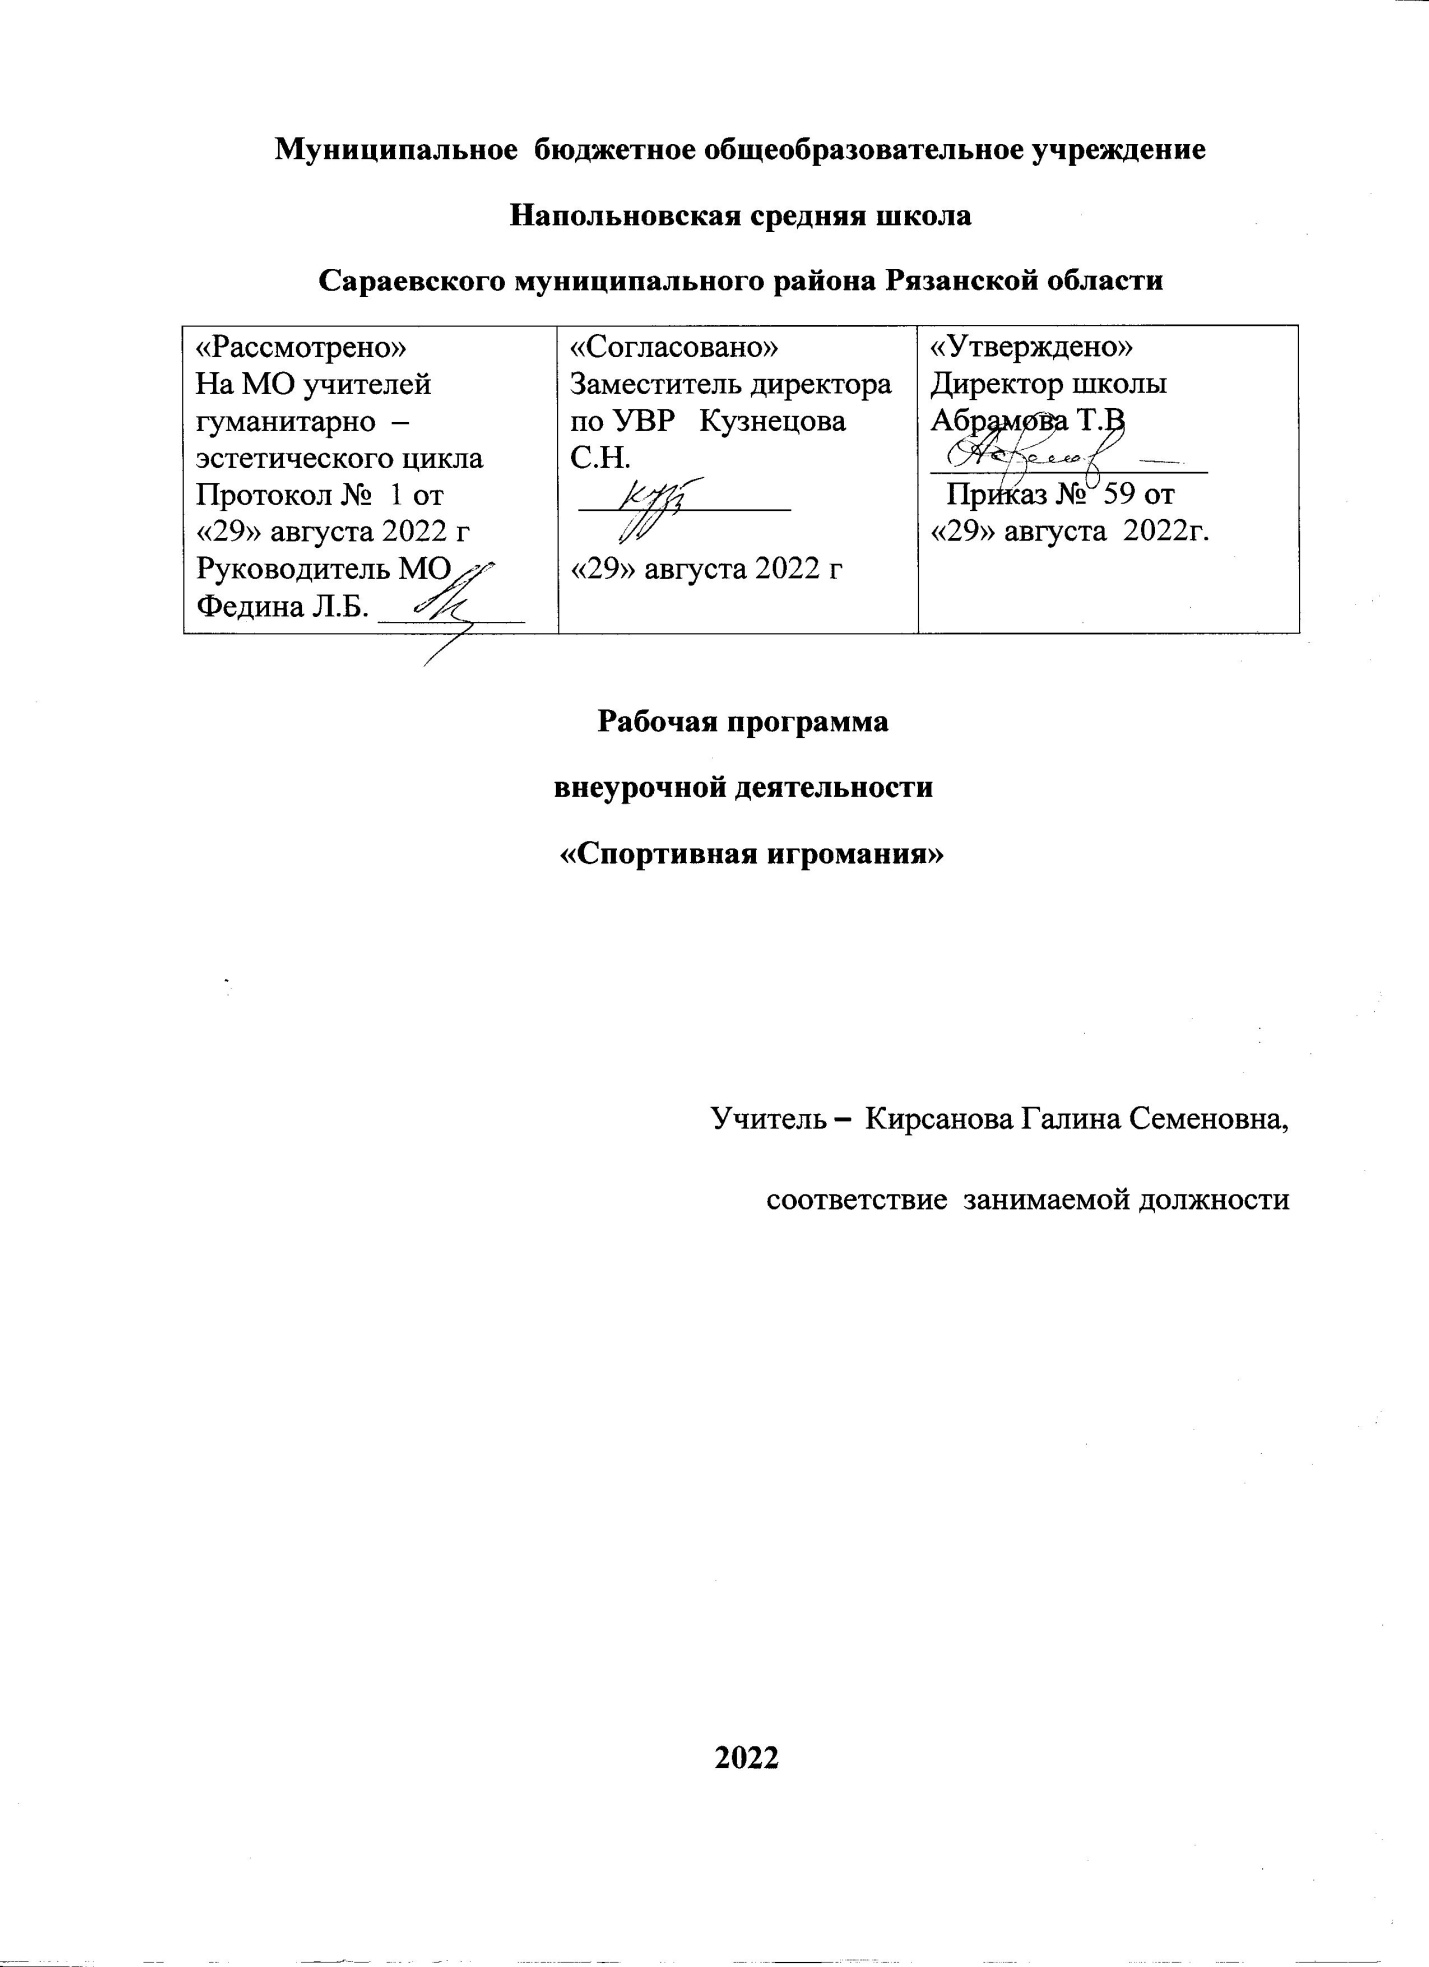 Муниципальное бюджетное общеобразовательное учреждение
Напольновская средняя школа
Сараевского муниципального района Рязанской области
«Рассмотрено»
На МО учителей
гуманитарно –
эстетического цикла
Протокол № 1 от
«29» августа 2022 г
Руководитель МО
Федина Л.Б. __________
«Согласовано»
Заместитель директора
по УВР Кузнецова
С.Н.
______________
«29» августа 2022 г
«Утверждено»
Директор школы
Абрамова Т.В
__________________
Приказ № 59 от
«29» августа 2022г.
Рабочая программа
внеурочной деятельности
«Спортивная игромания»
Учитель – Кирсанова Галина Семеновна,
соответствие занимаемой должности
2022